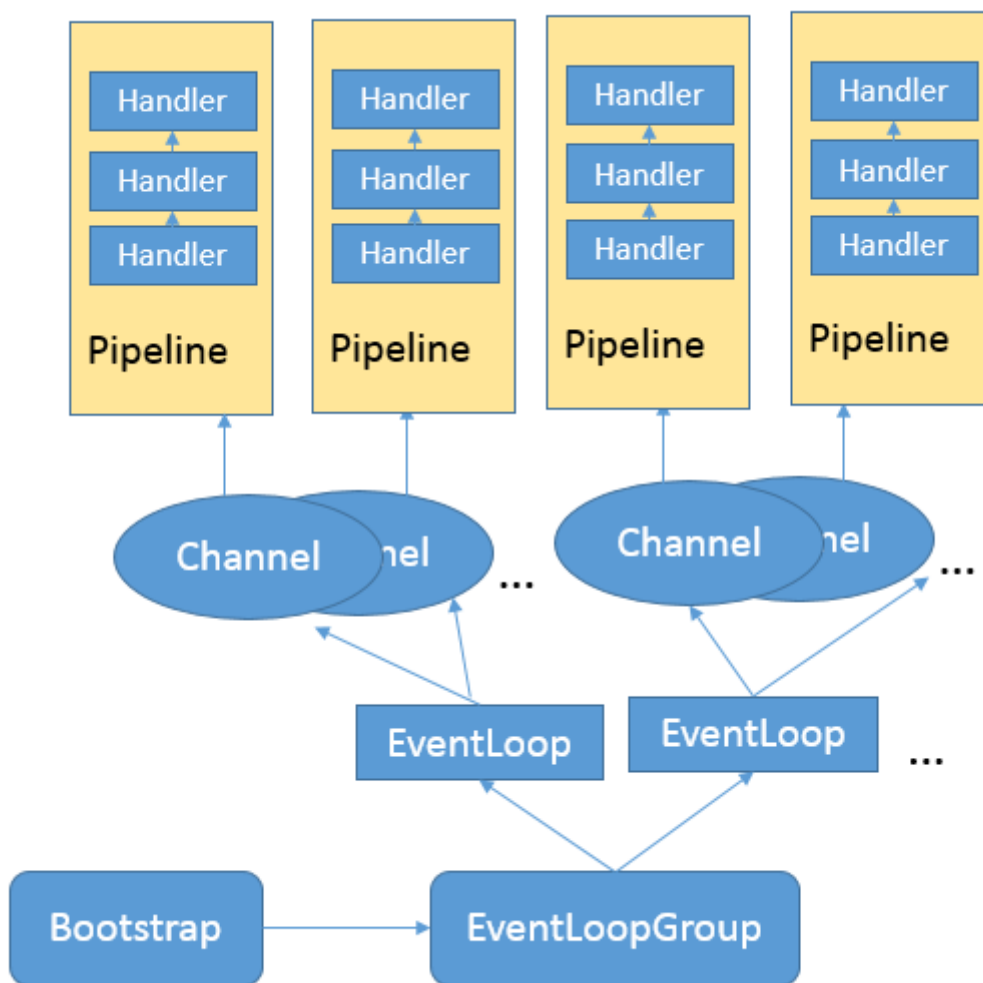 Handler
Handler
Handler
Pipeline
Handler
Handler
Handler
Pipeline
Handler
Handler
Handler
Pipeline
Handler
Handler
Handler
Pipeline
Channel
nel
...
Channel
nel
...
EventLoop
EventLoop
...
Bootstrap
EventLoopGroup